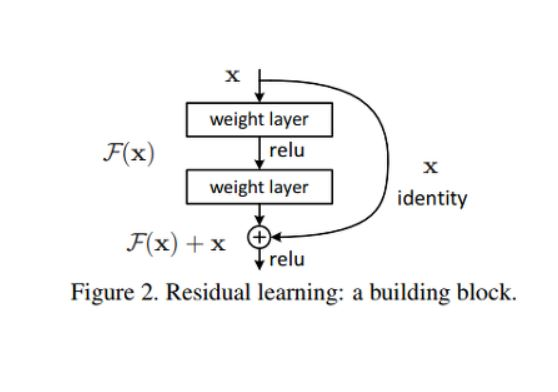 x
weight layer
F(x)
relu
x
weight layer
identity
F(x) + x
relu
Figure 2. Residual learning: a building block.